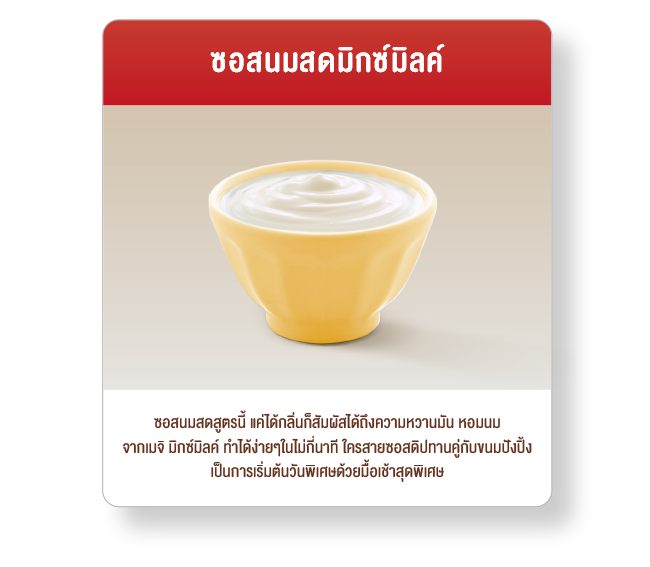 ซอสนมสดมิกซ์มิลค์
ซอสนมสดสูตรนี้ แค่ได้กลิ่นก็สัมผัสได้ถึงความหวานมัน หอมนม
จากเมจิ มิกซ์มิลค์ ทำได้ง่ายๆในไม่กี่นาที ใครสายซอสดิปทานคู่กับขนมปังปิ้ง
เป็นการเริ่มต้นวันพิเศษด้วยมื้อเช้าสุดพิเศษ